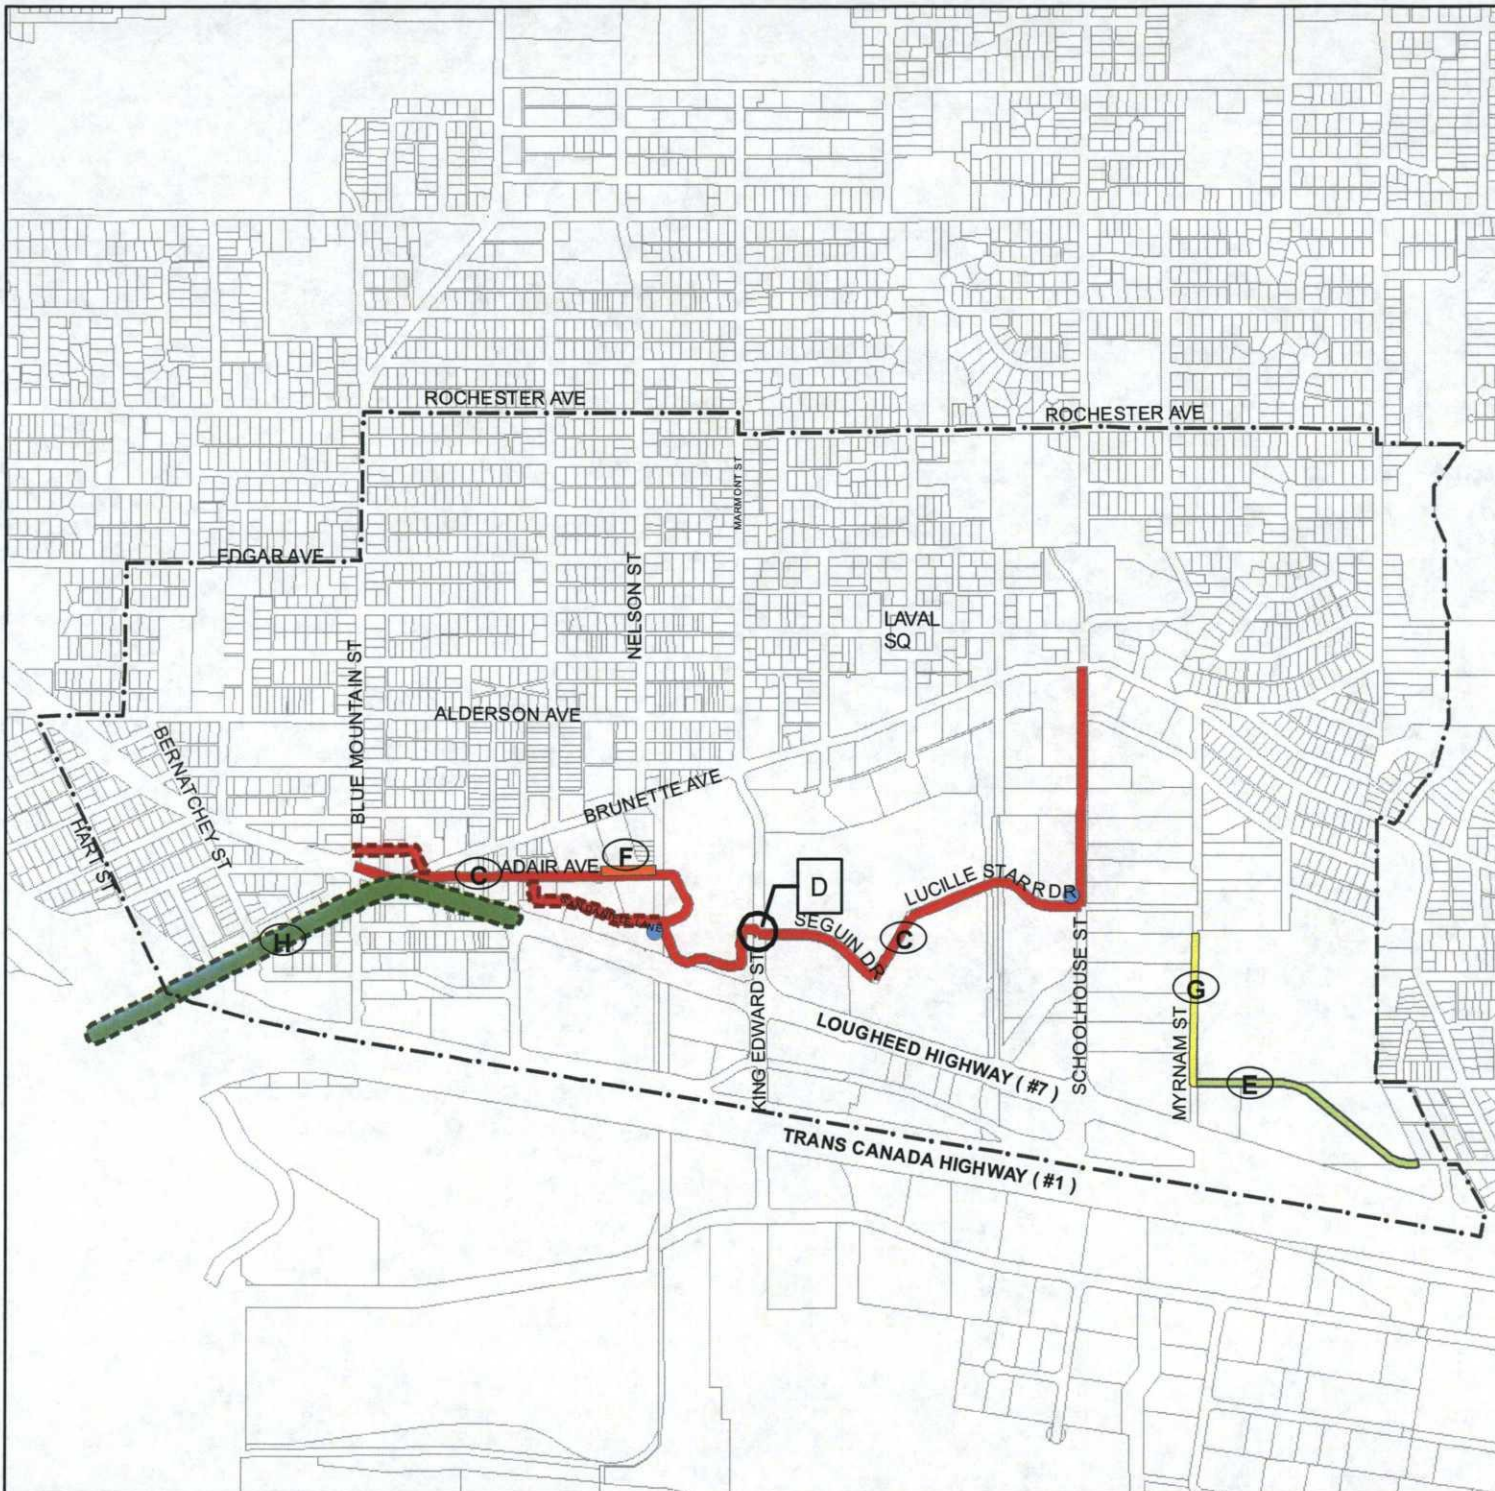 ROCHESTER AVE
ROCHESTER AVE
MARMONT ST
EDGAR AVE
NELSON ST
LAVAL
SQ
BLUE MOUNTAIN ST
ALDERSON AVE
BERNATCHEY ST
BRUNETTE AVE
HART ST
F
C
ADAIR AVE
D
LUCILLE STARR DR
SEGUIN DR
C
H
KING EDWARD ST
SCHOOLHOUSE ST
G
MYRNAM ST
LOUGHEED HIGHWAY ( #7 )
E
TRANS CANADA HIGHWAY ( #1 )